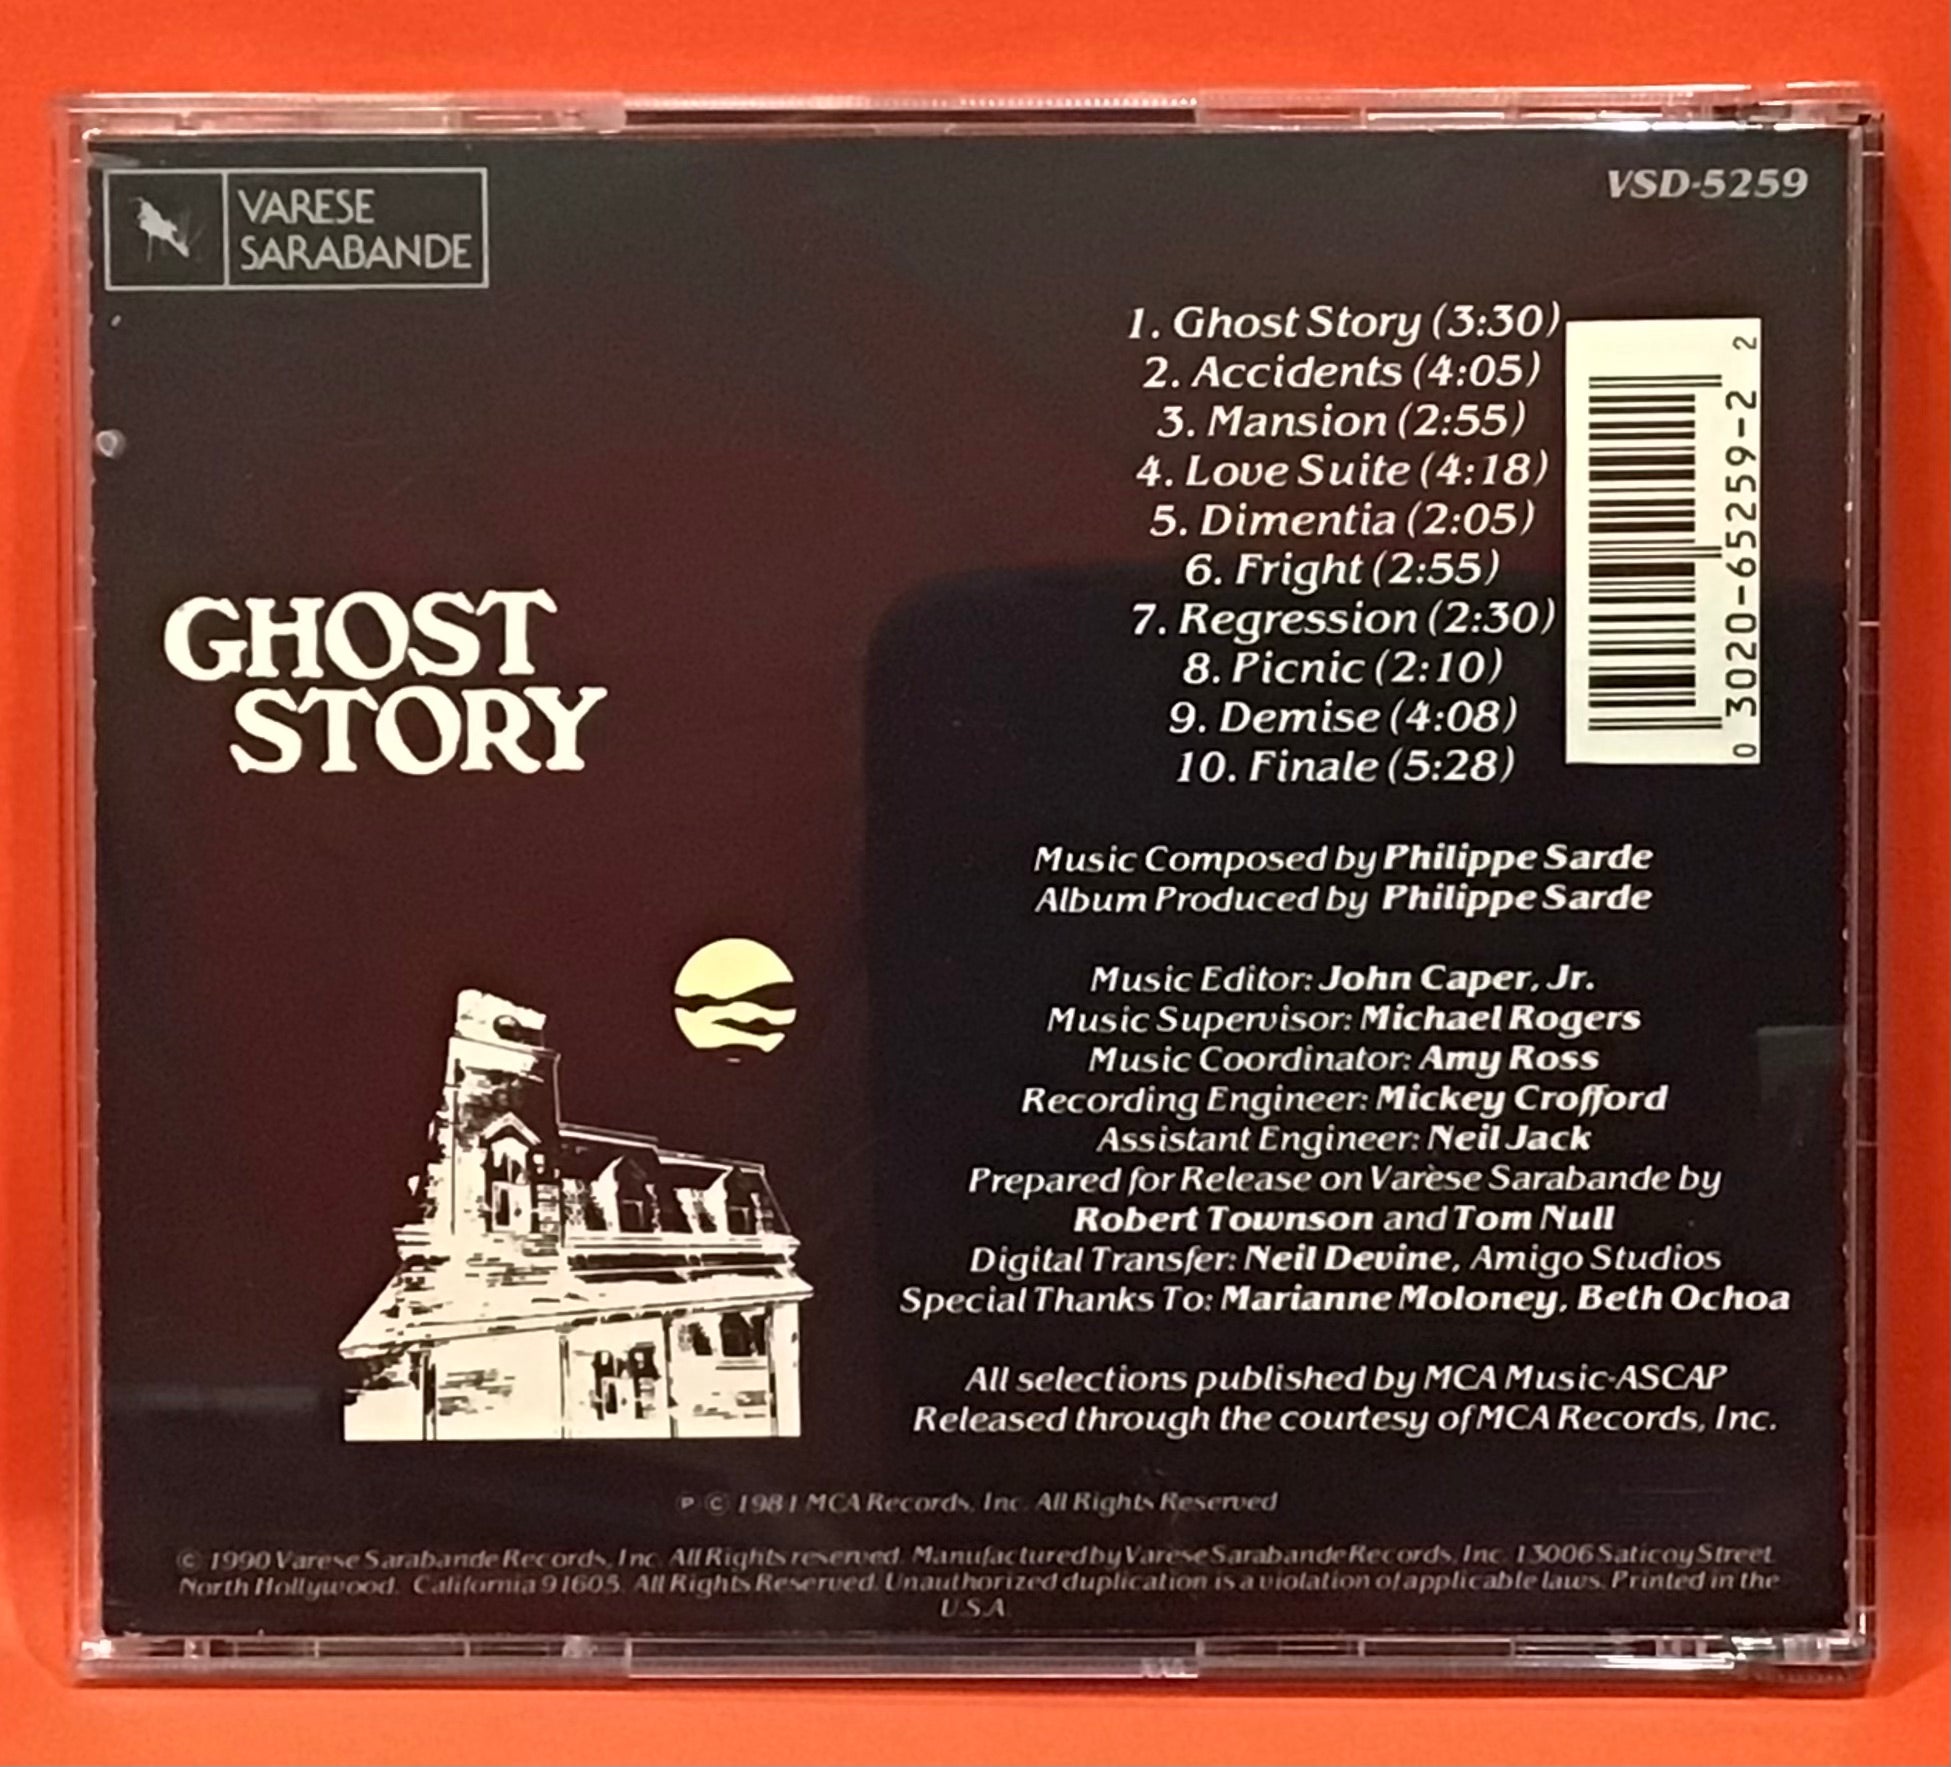 VARESE
SARABANDE
VSD-5259
1. Ghost Story (3:30)
2. Accidents (4:05)
3. Mansion (2:55)
4. Love Suite (4:18)
5. Dimentia (2:05)
6. Fright (2:55)
7. Regression (2:30)
8. Picnic (2:10)
9. Demise (4:08)
10. Finale (5:28)
0 3020-65259-2 2
GHOST
STORY
Music Composed by Philippe Sarde
Album Produced by Philippe Sarde
Music Editor: John Caper, Jr.
Music Supervisor: Michael Rogers
Music Coordinator: Amy Ross
Recording Engineer: Mickey Crofford
Assistant Engineer: Neil Jack
Prepared for Release on Varèse Sarabande by
Robert Townson and Tom Null
Digital Transfer: Neil Devine, Amigo Studios
Special Thanks To: Marianne Moloney, Beth Ochoa
All selections published by MCA Music-ASCAP
Released through the courtesy of MCA Records, Inc.
℗ © 1981 MCA Records, Inc. All Rights Reserved
© 1990 Varese Sarabande Records, Inc. All Rights reserved. Manufactured by Varese Sarabande Records, Inc. 13006 Saticoy Street
North Hollywood, California 91605. All Rights Reserved. Unauthorized duplication is a violation of applicable laws. Printed in the
U.S.A.